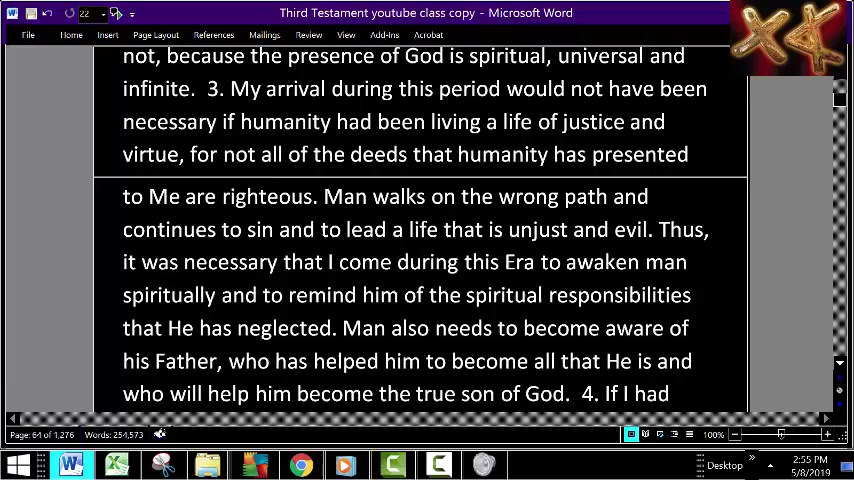 22
Third Testament youtube class copy - Microsoft Word
File Home Insert Page Layout References Mailings Review View Add-Ins Acrobat
not, because the presence of God is spiritual, universal and
infinite.  3. My arrival during this period would not have been
necessary if humanity had been living a life of justice and
virtue, for not all of the deeds that humanity has presented
to Me are righteous. Man walks on the wrong path and
continues to sin and to lead a life that is unjust and evil. Thus,
it was necessary that I come during this Era to awaken man
spiritually and to remind him of the spiritual responsibilities
that He has neglected. Man also needs to become aware of
his Father, who has helped him to become all that He is and
who will help him become the true son of God.  4. If I had
Page: 64 of 1,276 Words: 254,573 100%
Desktop
2:55 PM
5/8/2019